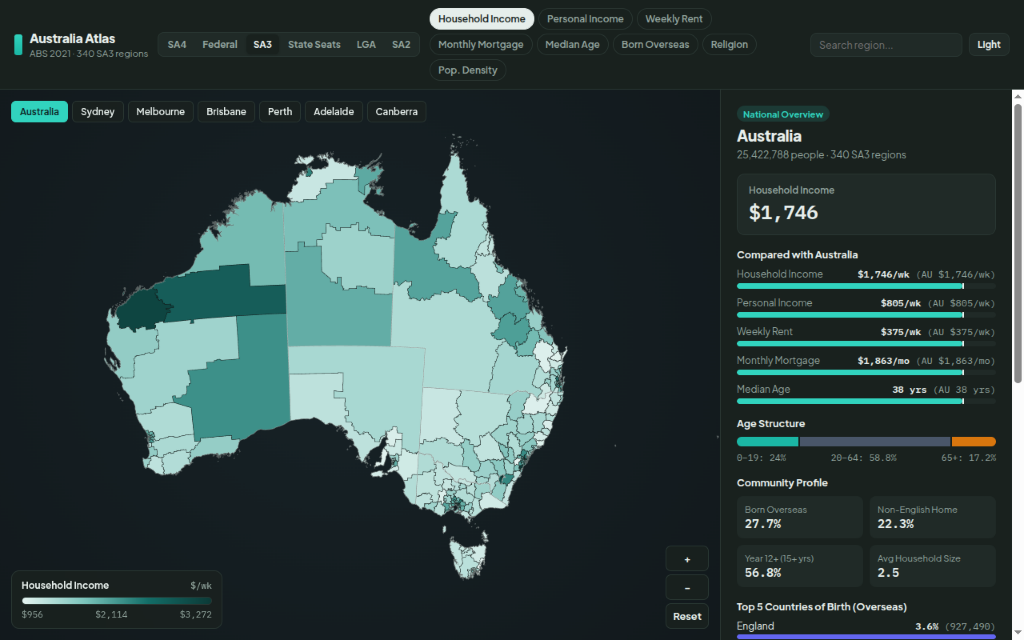 Australia Atlas
ABS 2021 · 340 SA3 regions
SA4 Federal SA3 State Seats LGA SA2
Household Income Personal Income Weekly Rent
Monthly Mortgage Median Age Born Overseas Religion
Pop. Density
Search region...
Light
Australia Sydney Melbourne Brisbane Perth Adelaide Canberra
Household Income $/wk
$956 $2,114 $3,272
+
−
Reset
National Overview
Australia
25,422,788 people · 340 SA3 regions
Household Income
$1,746
Compared with Australia
Household Income $1,746/wk (AU $1,746/wk)
Personal Income $805/wk (AU $805/wk)
Weekly Rent $375/wk (AU $375/wk)
Monthly Mortgage $1,863/mo (AU $1,863/mo)
Median Age 38 yrs (AU 38 yrs)
Age Structure
0-19: 24% 20-64: 58.8% 65+: 17.2%
Community Profile
Born Overseas
27.7%
Non-English Home
22.3%
Year 12+ (15+ yrs)
56.8%
Avg Household Size
2.5
Top 5 Countries of Birth (Overseas)
England 3.6% (927,490)